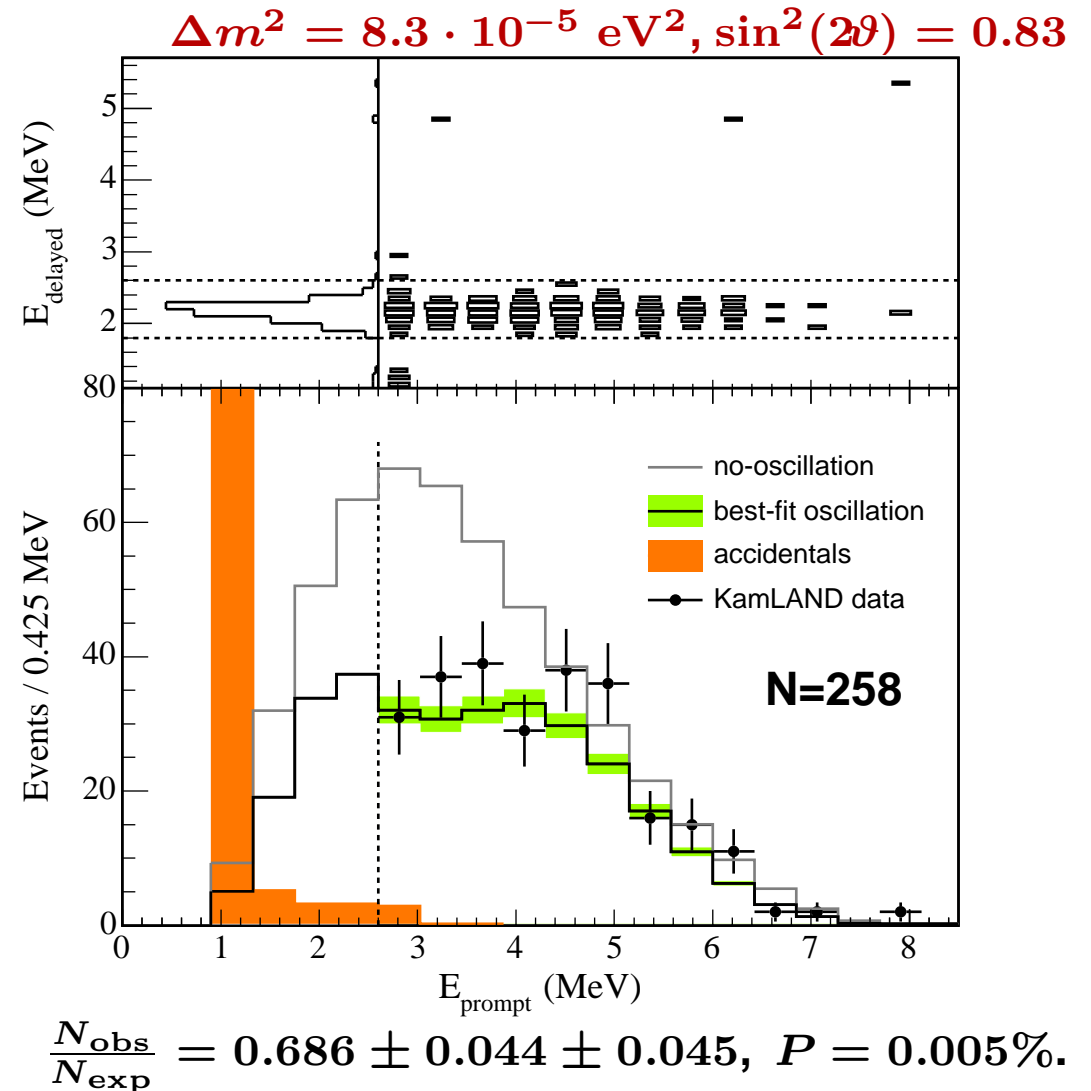 Δm² = 8.3 · 10⁻⁵ eV², sin²(2ϑ) = 0.83
E_delayed (MeV)
5
4
3
2
80
Events / 0.425 MeV
60
40
20
0
no-oscillation
best-fit oscillation
accidentals
KamLAND data
N=258
0 1 2 3 4 5 6 7 8
E_prompt (MeV)
N_obs/N_exp = 0.686 ± 0.044 ± 0.045, P = 0.005%.